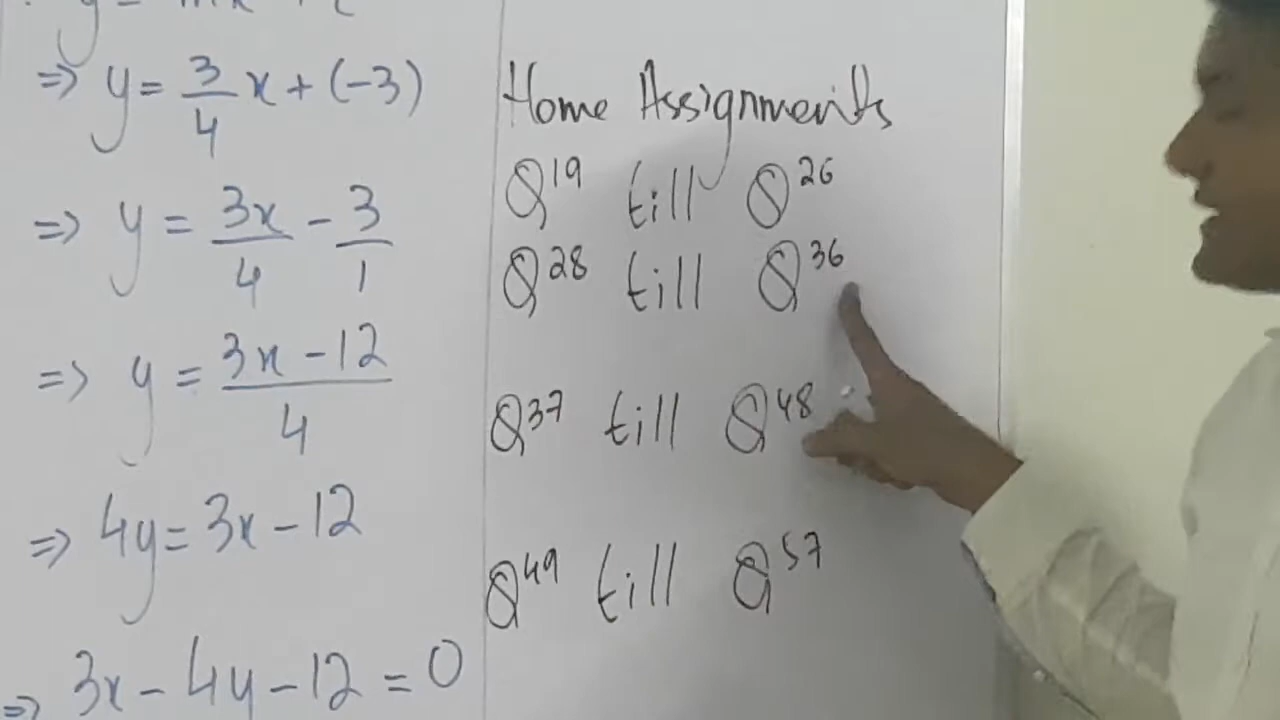 y = mx + c
⇒ y = 3/4 x + (-3)
⇒ y = 3x/4 - 3/1
⇒ y = (3x - 12)/4
⇒ 4y = 3x - 12
⇒ 3x - 4y - 12 = 0
Home Assignments
Q19 till Q26
Q28 till Q36
Q37 till Q48
Q49 till Q57